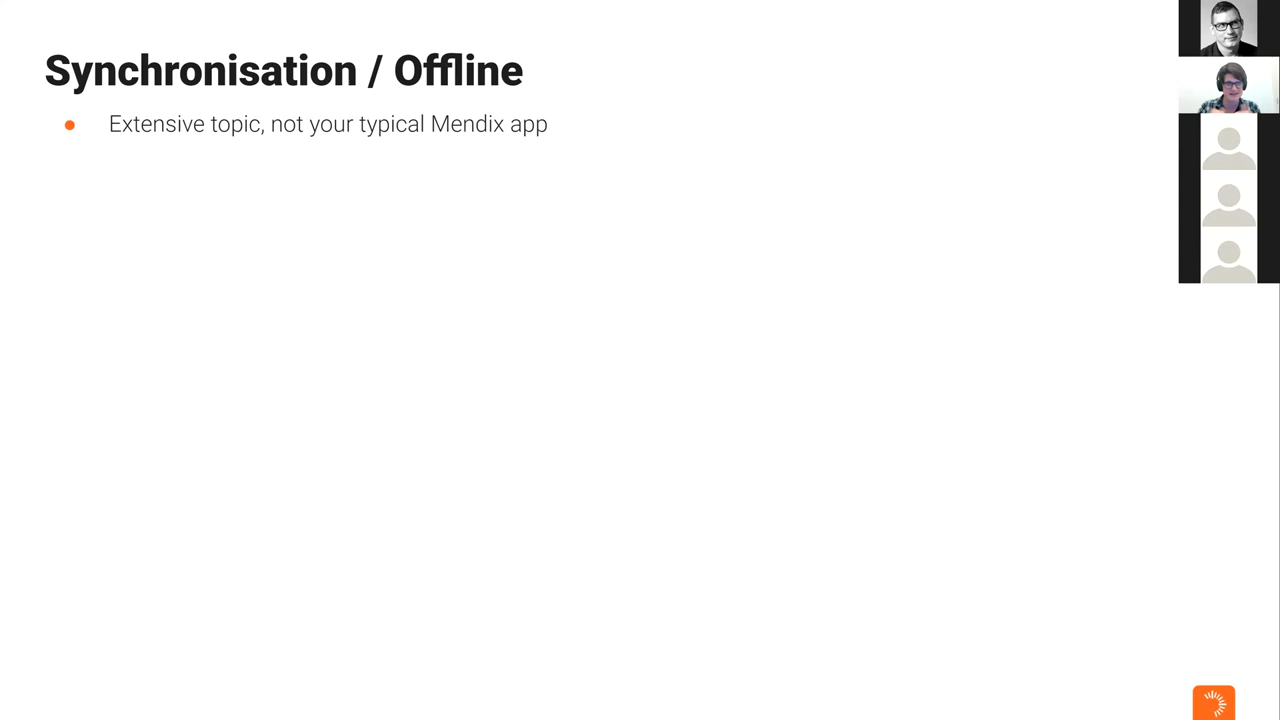 Synchronisation / Offline
Extensive topic, not your typical Mendix app